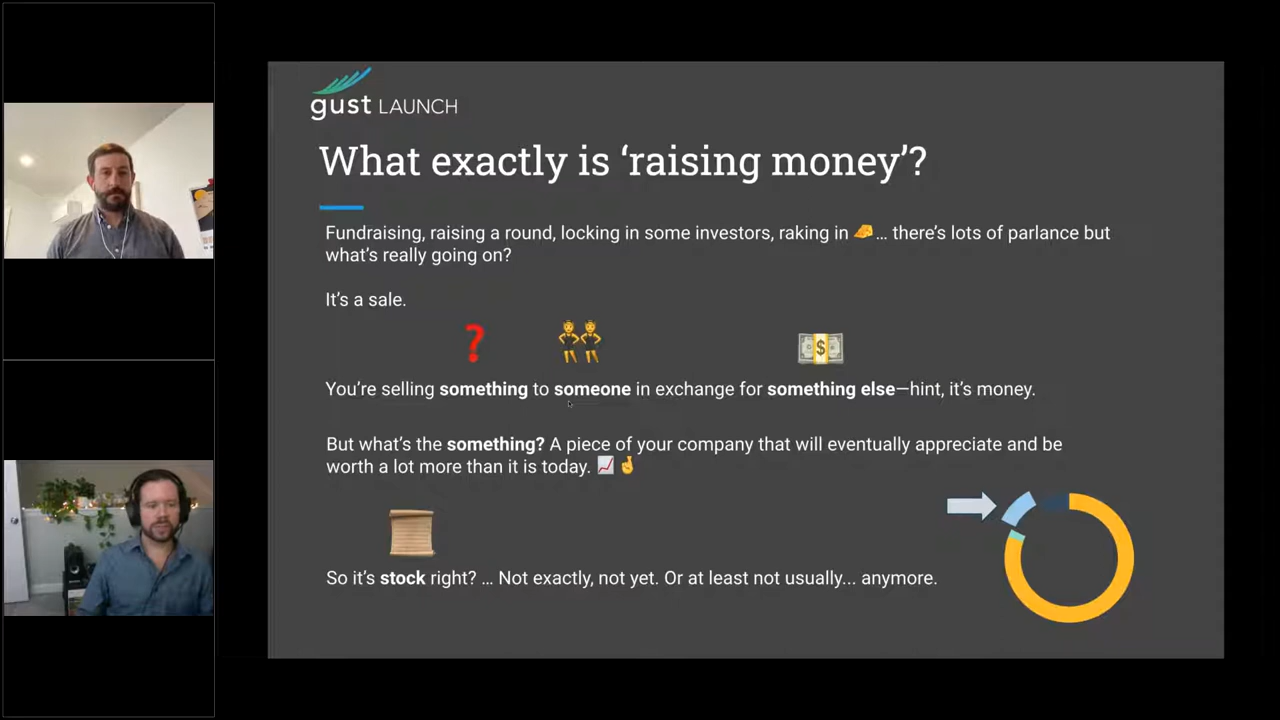 gust LAUNCH
What exactly is ‘raising money’?
Fundraising, raising a round, locking in some investors, raking in 🧀... there’s lots of parlance but
what’s really going on?
It’s a sale.
❓ 👯 💵
You’re selling something to someone in exchange for something else—hint, it’s money.
But what’s the something? A piece of your company that will eventually appreciate and be
worth a lot more than it is today. 📈🤞
So it’s stock right? ... Not exactly, not yet. Or at least not usually... anymore.